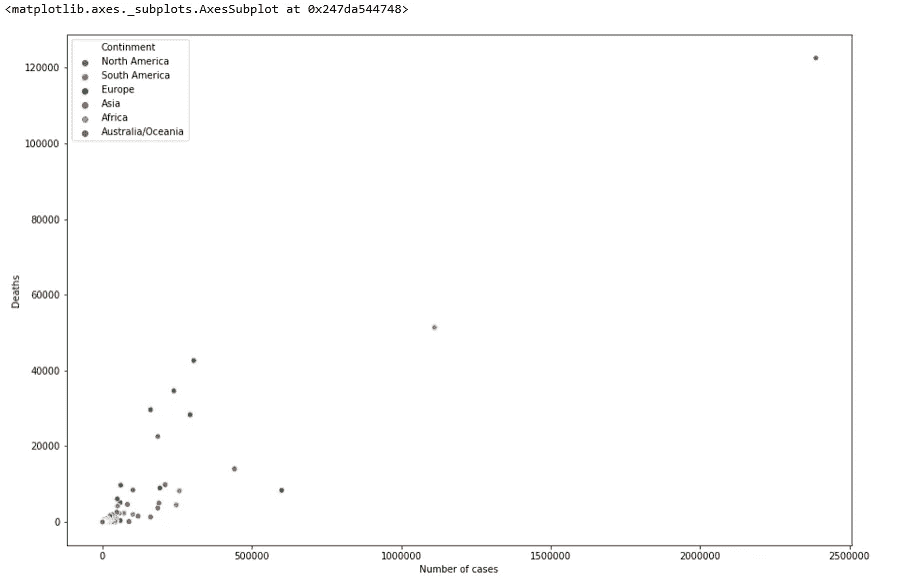 <matplotlib.axes._subplots.AxesSubplot at 0x247da544748>
Continment
North America
South America
Europe
Asia
Africa
Australia/Oceania
120000
100000
80000
60000
40000
20000
0
Deaths
0 500000 1000000 1500000 2000000 2500000
Number of cases